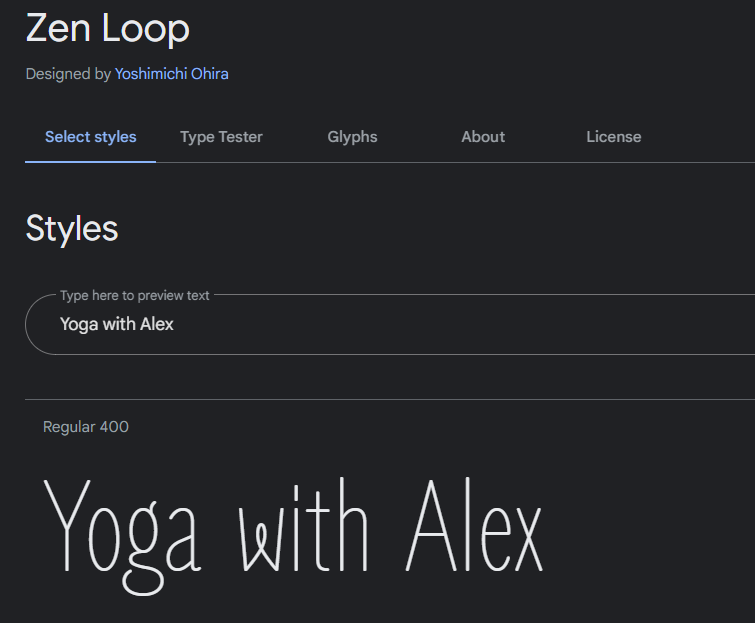 Zen Loop
Designed by Yoshimichi Ohira
Select styles Type Tester Glyphs About License
Styles
Type here to preview text
Yoga with Alex
Regular 400
Yoga with Alex